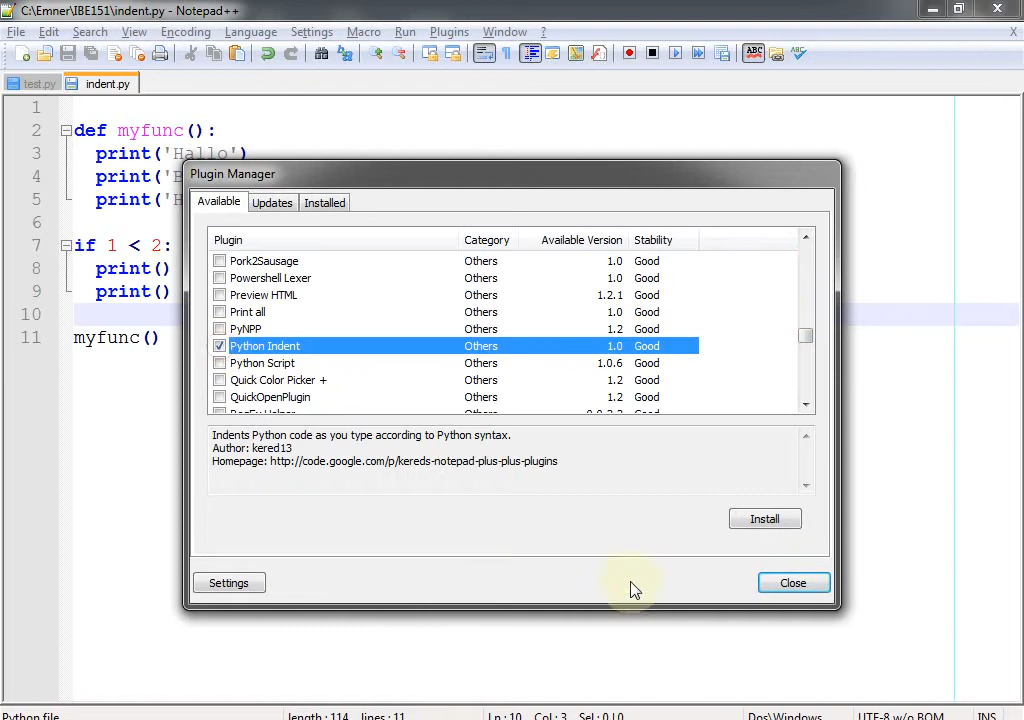 C:\Emner\IBE151\indent.py - Notepad++
File Edit Search View Encoding Language Settings Macro Run Plugins Window ? X
ABC ABC
test.py indent.py
1
2 def myfunc():
3 print('Hallo')
4 print('
5 print('H
6
7 if 1 < 2:
8 print()
9 print()
10
11 myfunc()
Plugin Manager
Available Updates Installed
Plugin Category Available Version Stability
Pork2Sausage Others 1.0 Good
Powershell Lexer Others 1.0 Good
Preview HTML Others 1.2.1 Good
Print all Others 1.0 Good
PyNPP Others 1.2 Good
Python Indent Others 1.0 Good
Python Script Others 1.0.6 Good
Quick Color Picker + Others 1.2 Good
QuickOpenPlugin Others 1.2 Good
Indents Python code as you type according to Python syntax.
Author: kered13
Homepage: http://code.google.com/p/kereds-notepad-plus-plus-plugins
Install
Settings Close
Python file length : 114 lines : 11 Ln : 10 Col : 3 Sel : 0 | 0 Dos\Windows UTF-8 w/o BOM INS